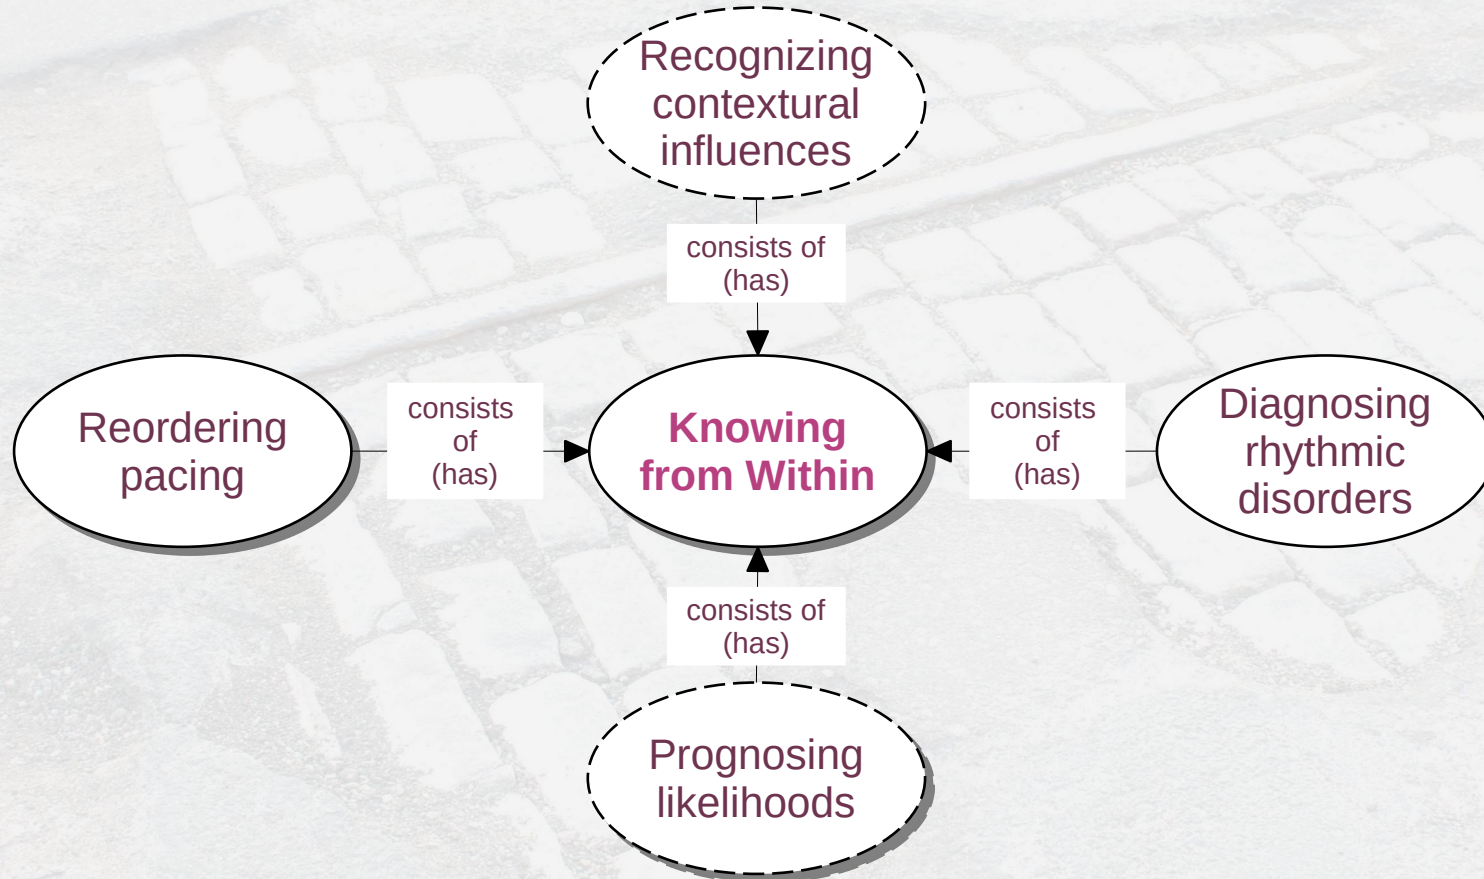 Recognizing
contextural
influences
consists of
(has)
Reordering
pacing
consists
of
(has)
Knowing
from Within
consists
of
(has)
Diagnosing
rhythmic
disorders
consists of
(has)
Prognosing
likelihoods